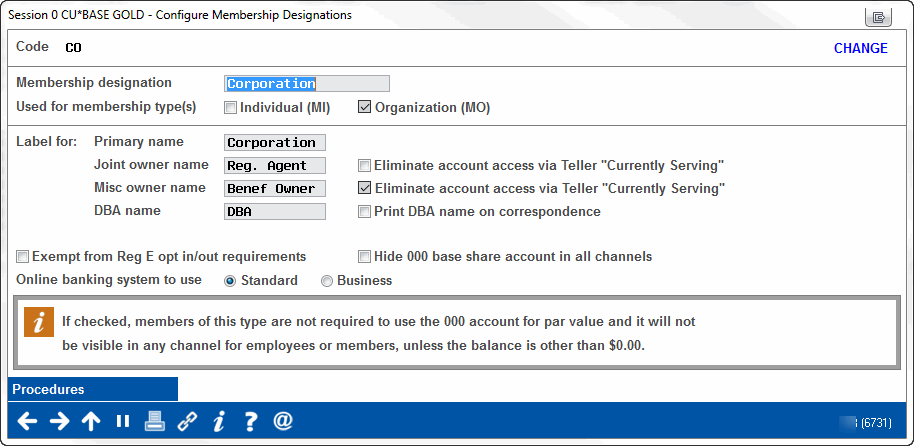 Session 0 CU*BASE GOLD - Configure Membership Designations
Code CO CHANGE
Membership designation Corporation
Used for membership type(s) Individual (MI) Organization (MO)
Label for: Primary name Corporation
Joint owner name Reg. Agent Eliminate account access via Teller "Currently Serving"
Misc owner name Benef Owner Eliminate account access via Teller "Currently Serving"
DBA name DBA Print DBA name on correspondence
Exempt from Reg E opt in/out requirements Hide 000 base share account in all channels
Online banking system to use Standard Business
i If checked, members of this type are not required to use the 000 account for par value and it will not
be visible in any channel for employees or members, unless the balance is other than $0.00.
Procedures
i ? @ (6731)